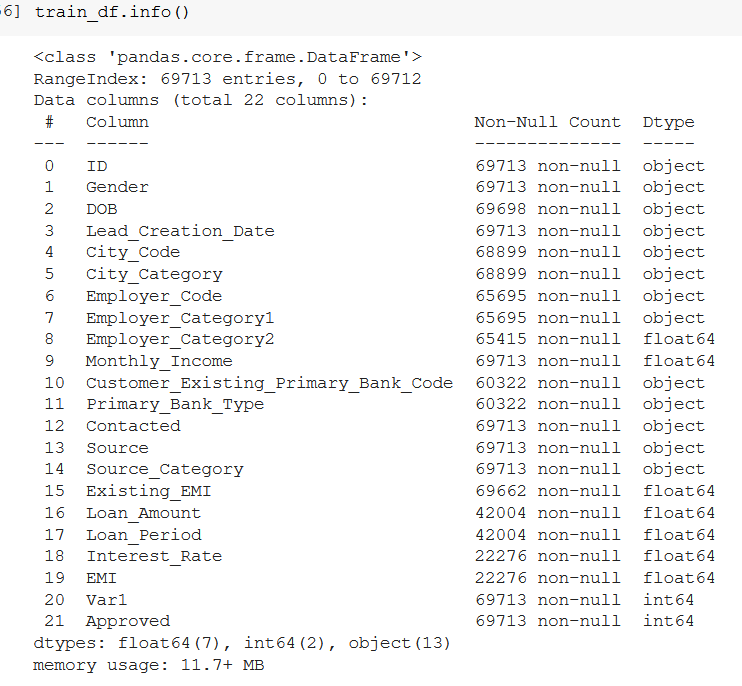 6] train_df.info()
<class 'pandas.core.frame.DataFrame'>
RangeIndex: 69713 entries, 0 to 69712
Data columns (total 22 columns):
 #   Column                              Non-Null Count  Dtype
---  ------                              --------------  -----
 0   ID                                  69713 non-null  object
 1   Gender                              69713 non-null  object
 2   DOB                                 69698 non-null  object
 3   Lead_Creation_Date                  69713 non-null  object
 4   City_Code                           68899 non-null  object
 5   City_Category                       68899 non-null  object
 6   Employer_Code                       65695 non-null  object
 7   Employer_Category1                  65695 non-null  object
 8   Employer_Category2                  65415 non-null  float64
 9   Monthly_Income                      69713 non-null  float64
 10  Customer_Existing_Primary_Bank_Code 60322 non-null  object
 11  Primary_Bank_Type                   60322 non-null  object
 12  Contacted                           69713 non-null  object
 13  Source                              69713 non-null  object
 14  Source_Category                     69713 non-null  object
 15  Existing_EMI                        69662 non-null  float64
 16  Loan_Amount                         42004 non-null  float64
 17  Loan_Period                         42004 non-null  float64
 18  Interest_Rate                       22276 non-null  float64
 19  EMI                                 22276 non-null  float64
 20  Var1                                69713 non-null  int64
 21  Approved                            69713 non-null  int64
dtypes: float64(7), int64(2), object(13)
memory usage: 11.7+ MB